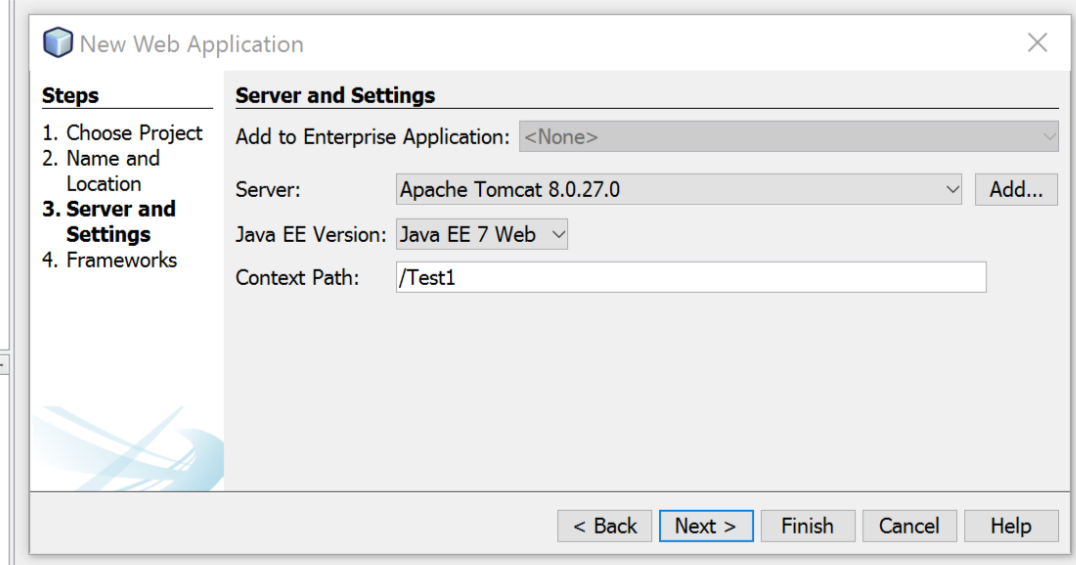 New Web Application
Steps
1. Choose Project
2. Name and
Location
3. Server and
Settings
4. Frameworks
Server and Settings
Add to Enterprise Application: <None>
Server: Apache Tomcat 8.0.27.0 Add...
Java EE Version: Java EE 7 Web
Context Path: /Test1
< Back Next > Finish Cancel Help